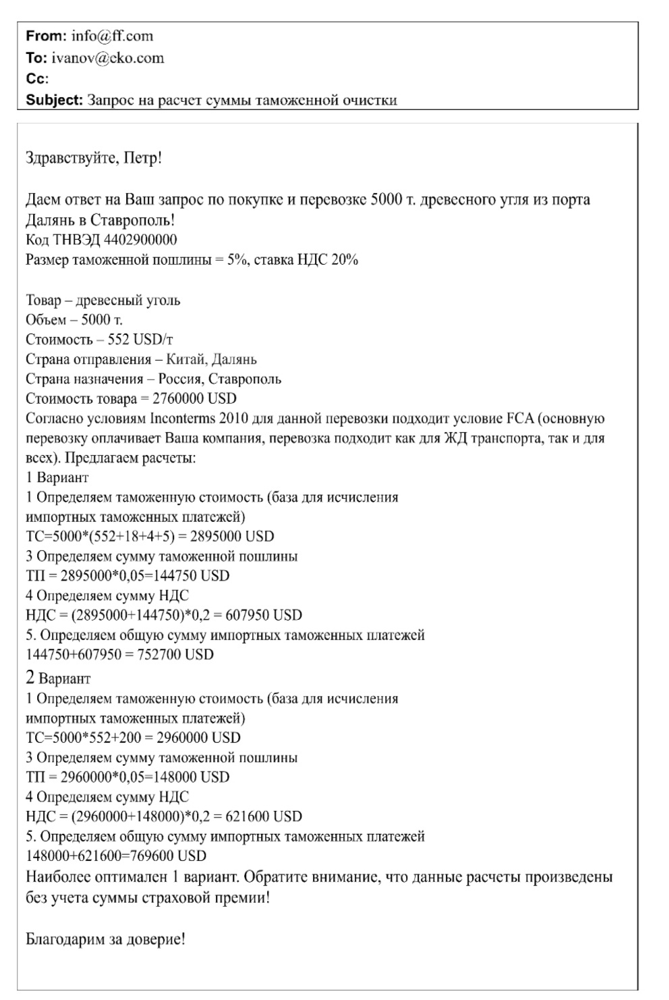 From: info@ff.com
To: ivanov@eko.com
Cc:
Subject: Запрос на расчет суммы таможенной очистки
Здравствуйте, Петр!
Даем ответ на Ваш запрос по покупке и перевозке 5000 т. древесного угля из порта
Далянь в Ставрополь!
Код ТНВЭД 4402900000
Размер таможенной пошлины = 5%, ставка НДС 20%
Товар – древесный уголь
Объем – 5000 т.
Стоимость – 552 USD/т
Страна отправления – Китай, Далянь
Страна назначения – Россия, Ставрополь
Стоимость товара = 2760000 USD
Согласно условиям Inconterms 2010 для данной перевозки подходит условие FCA (основную
перевозку оплачивает Ваша компания, перевозка подходит как для ЖД транспорта, так и для
всех). Предлагаем расчеты:
1 Вариант
1 Определяем таможенную стоимость (база для исчисления
импортных таможенных платежей)
ТС=5000*(552+18+4+5) = 2895000 USD
3 Определяем сумму таможенной пошлины
ТП = 2895000*0,05=144750 USD
4 Определяем сумму НДС
НДС = (2895000+144750)*0,2 = 607950 USD
5. Определяем общую сумму импортных таможенных платежей
144750+607950 = 752700 USD
2 Вариант
1 Определяем таможенную стоимость (база для исчисления
импортных таможенных платежей)
ТС=5000*552+200 = 2960000 USD
3 Определяем сумму таможенной пошлины
ТП = 2960000*0,05=148000 USD
4 Определяем сумму НДС
НДС = (2960000+148000)*0,2 = 621600 USD
5. Определяем общую сумму импортных таможенных платежей
148000+621600=769600 USD
Наиболее оптимален 1 вариант. Обратите внимание, что данные расчеты произведены
без учета суммы страховой премии!
Благодарим за доверие!